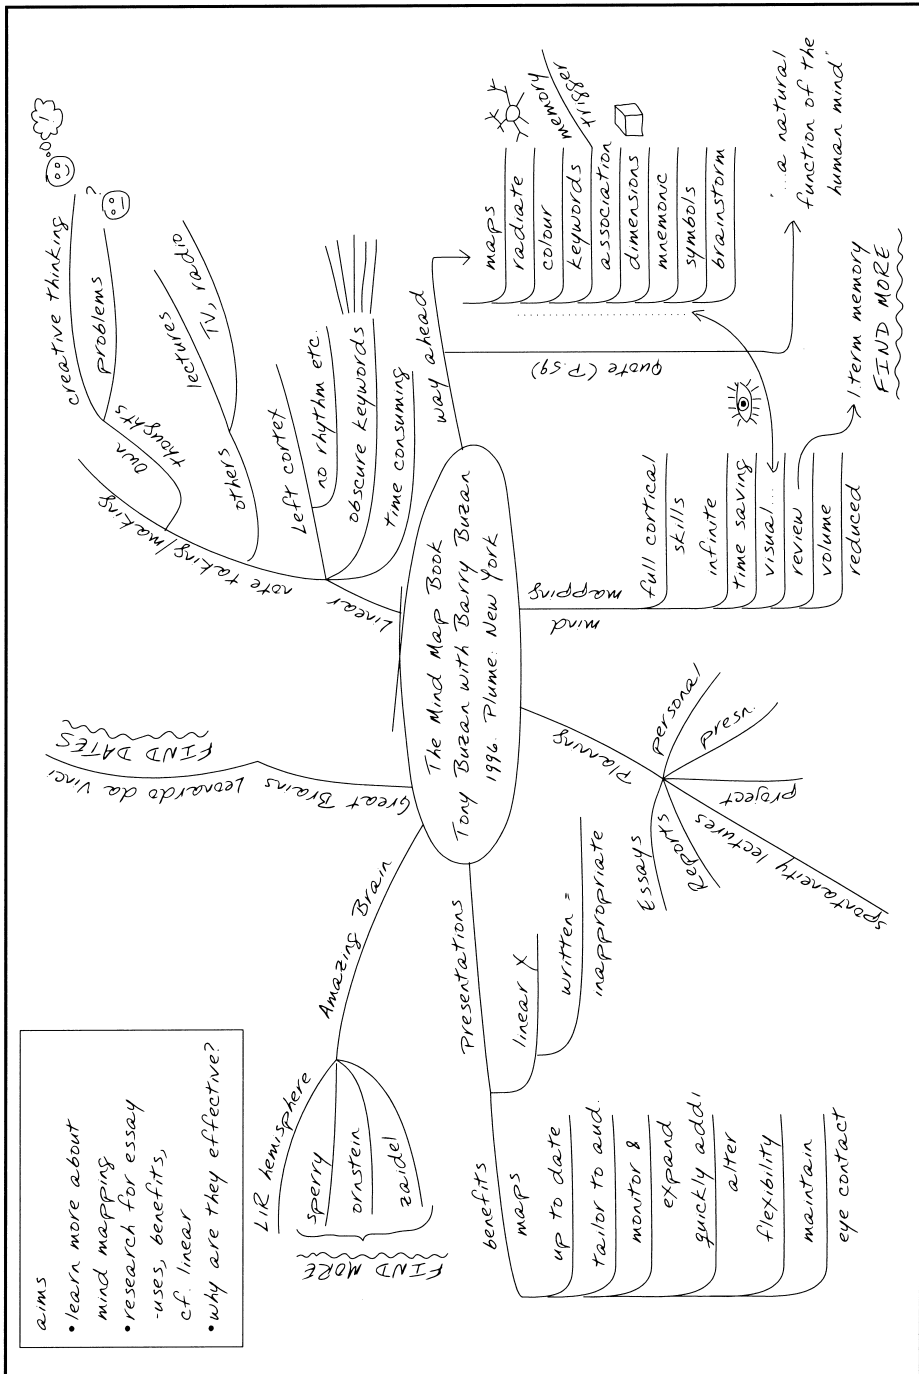 aims
•learn more about
mind mapping
•research for essay
-uses, benefits,
cf. linear
•why are they effective?
The Mind Map Book
Tony Buzan with Barry Buzan
1996. Plume: New York
Amazing Brain
L/R hemisphere
sperry
ornstein
zaidel
FIND MORE
Great Brains
Leonardo da Vinci
FIND DATES
Linear
note taking/making
own
thoughts
creative thinking
problems
?
!
others
lectures
TV, radio
Left cortex
no rhythm etc.
obscure keywords
time consuming
way ahead
maps
radiate
colour
keywords
memory
trigger
association
dimensions
mnemonic
symbols
brainstorm
quote (P.59)
"...a natural
function of the
human mind"
mind
mapping
full cortical
skills
infinite
time saving
visual...
review
volume
reduced
l.term memory
FIND MORE
Planning
personal
presn.
project
spontaneity lectures
Reports
Essays
Presentations
linear X
written =
inappropriate
benefits
maps
up to date
tailor to aud.
monitor &
expand
quickly add,
alter
flexibility
maintain
eye contact